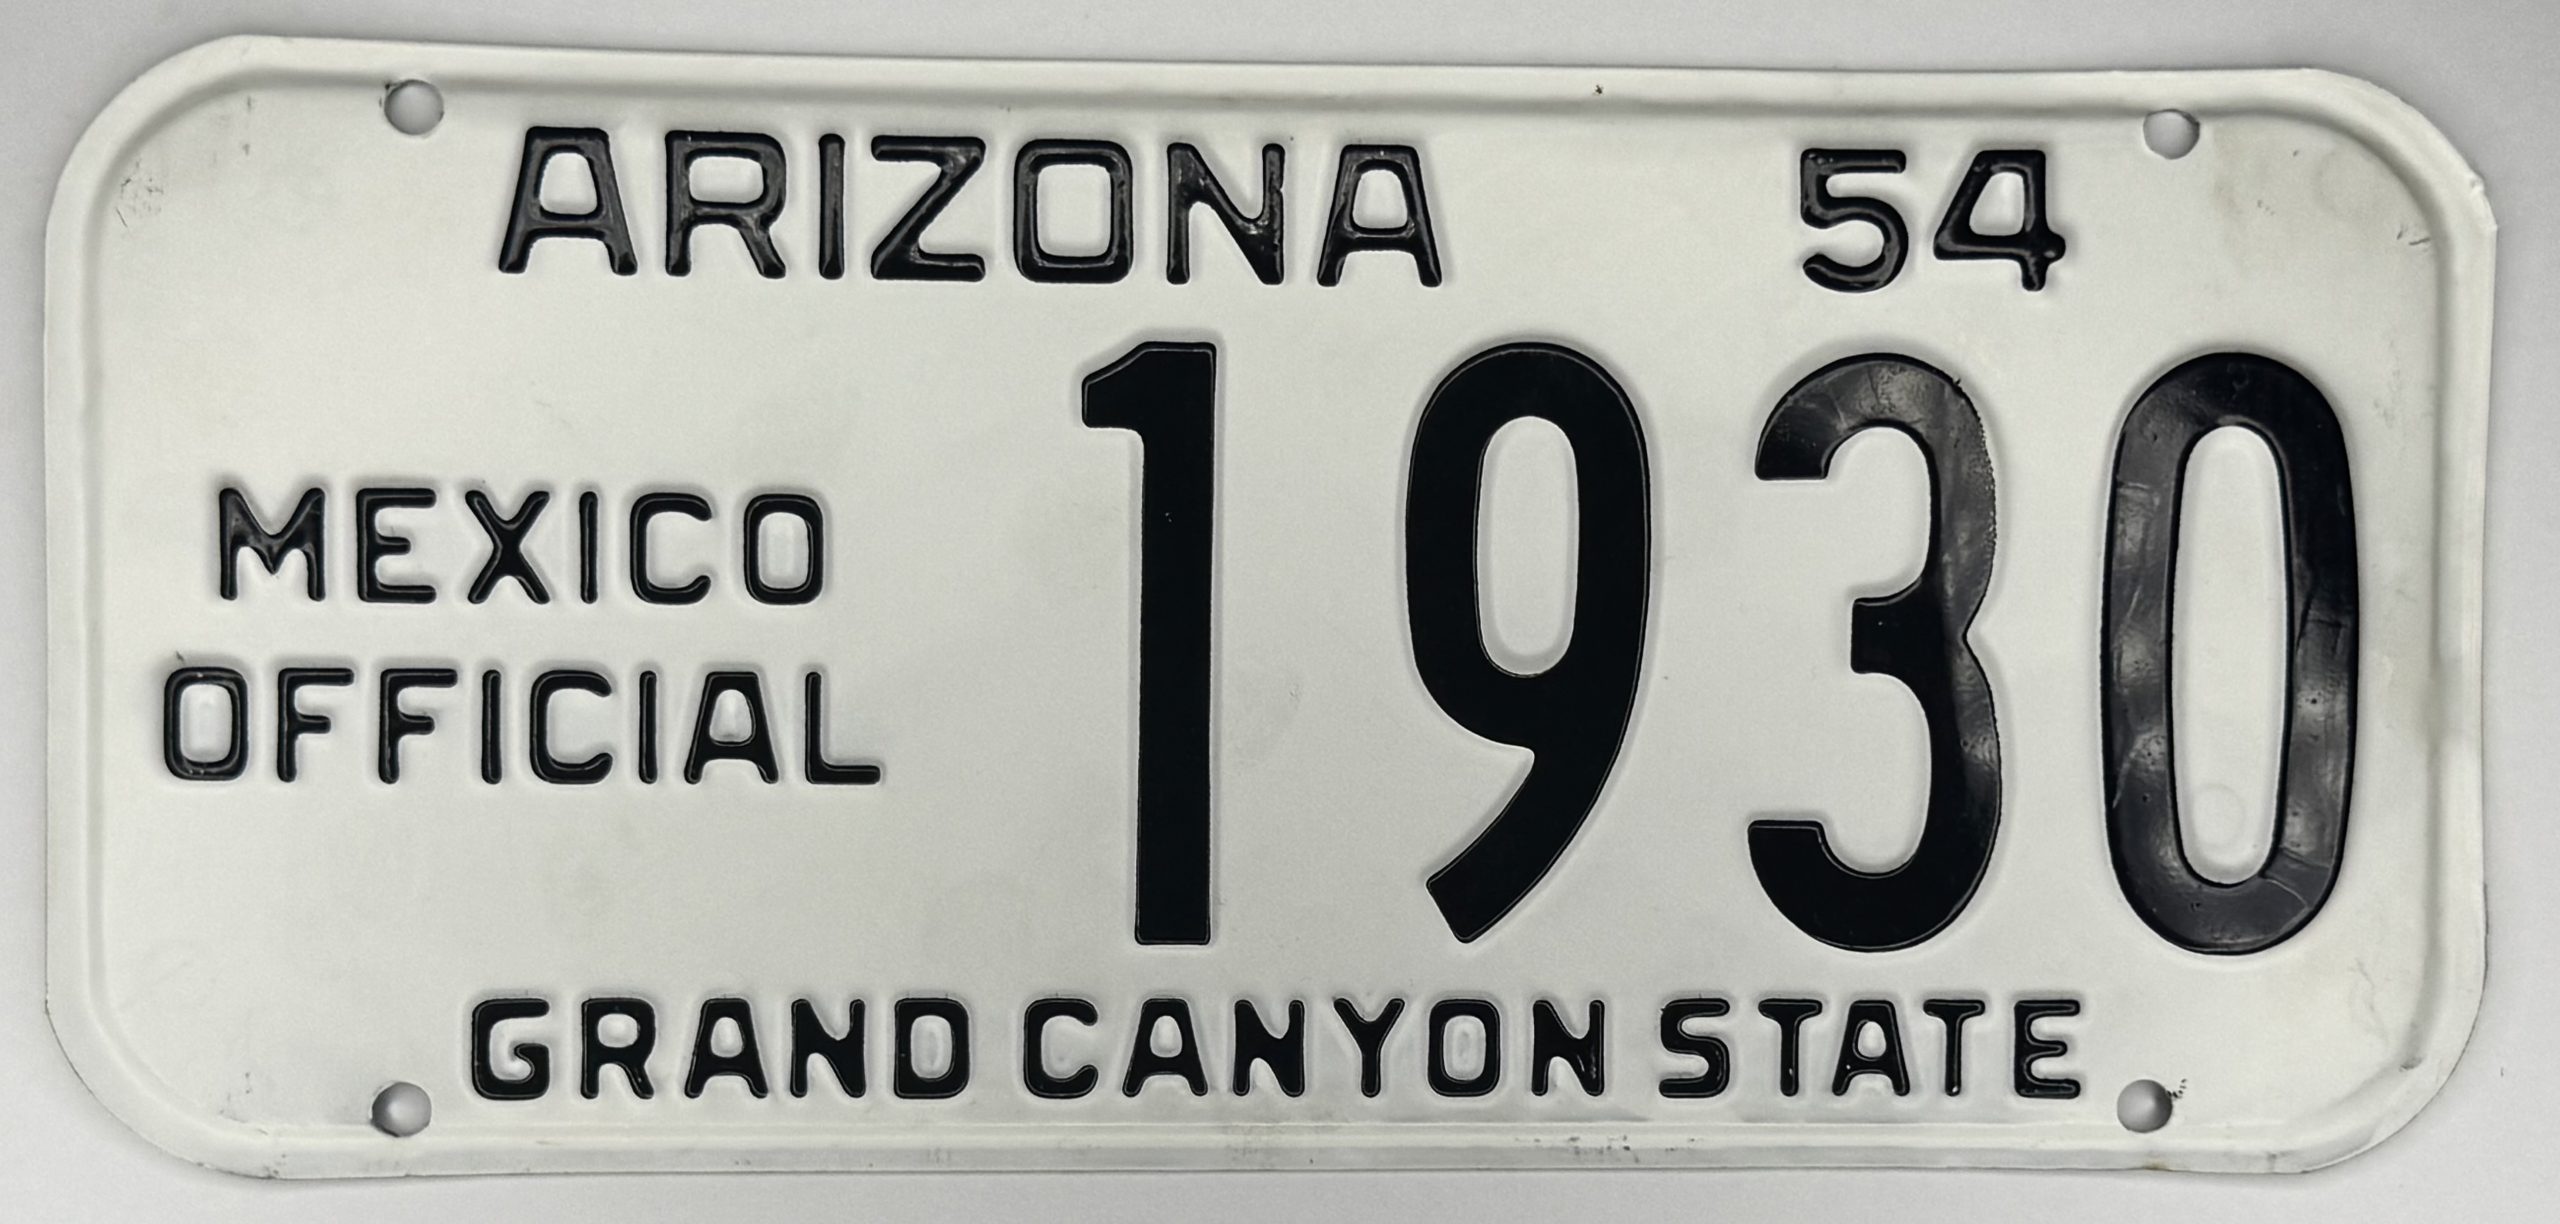 ARIZONA 54
MEXICO
OFFICIAL
1930
GRAND CANYON STATE